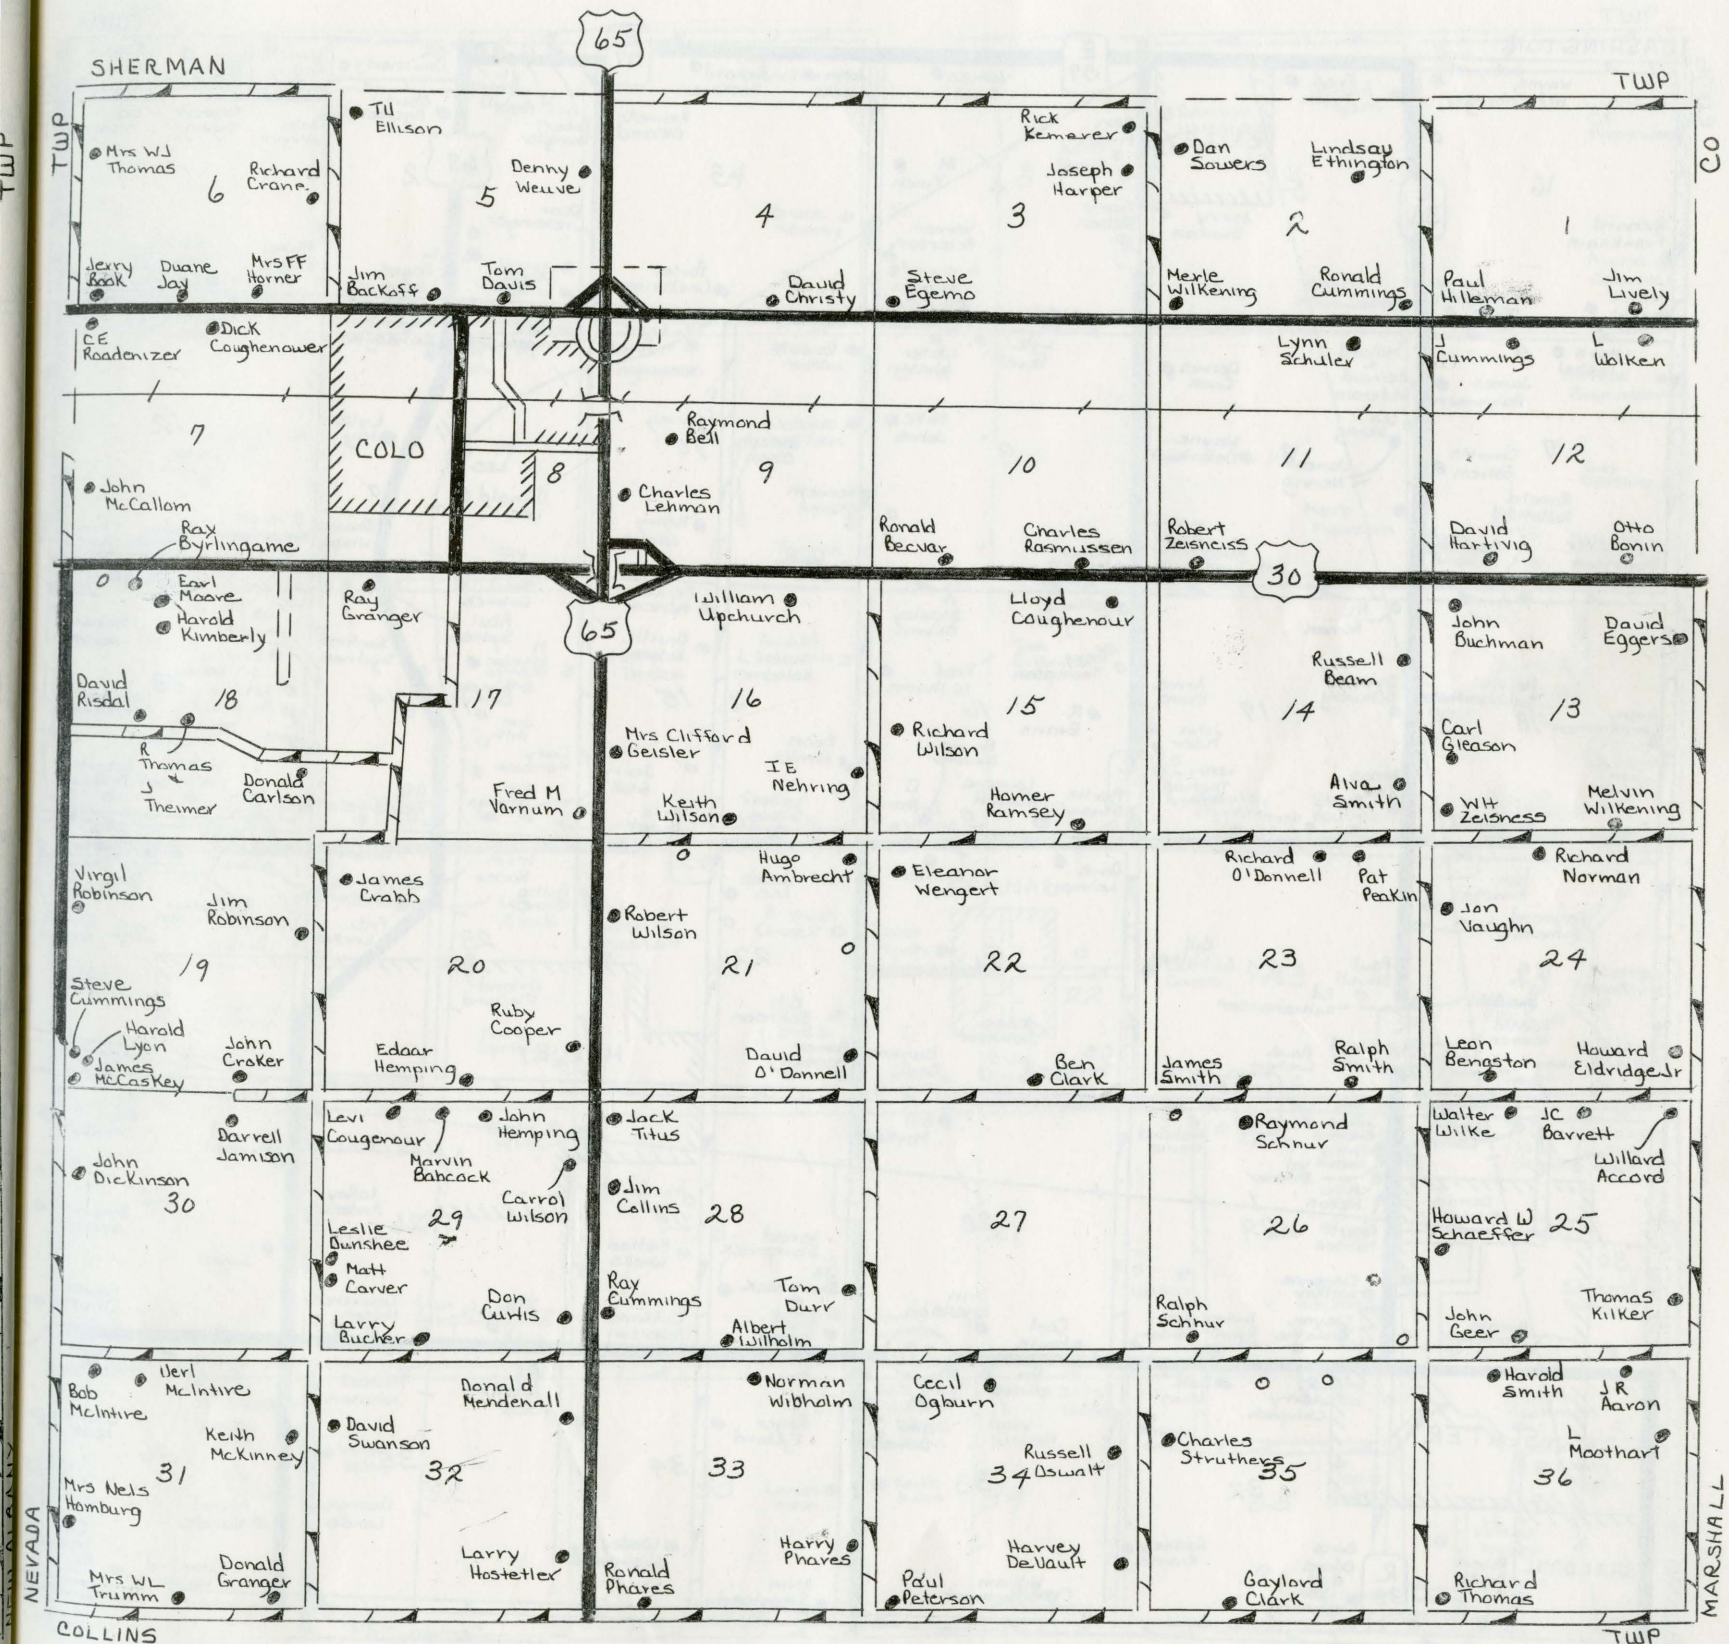 65
SHERMAN
TWP
TWP
TWP
CO
Til
Ellison
Mrs WJ
Thomas
Richard
Crane
6
Denny
Weuve
5
4
Rick
Kemerer
Joseph
Harper
3
Dan
Sowers
Lindsay
Ethington
2
1
Jerry
Book
Duane
Jay
Mrs FF
Horner
Jim
Backoff
Tom
Davis
David
Christy
Steve
Egemo
Merle
Wilkening
Ronald
Cummings
Paul
Hilleman
Jim
Lively
CE
Roadenizer
Dick
Coughenower
Lynn
Schuler
J
Cummings
L
Wolken
7
COLO
8
Raymond
Bell
9
10
11
12
John
McCallom
Charles
Lehman
Ray
Byrlingame
Ronald
Becvar
Charles
Rasmussen
Robert
Zeisneiss
David
Hartivig
Otto
Bonin
30
Earl
Moore
Harold
Kimberly
Ray
Granger
65
William
Upchurch
Lloyd
Coughenour
John
Buchman
David
Eggers
Russell
Beam
David
Risdal
18
17
16
15
14
13
Mrs Clifford
Geisler
Richard
Wilson
Carl
Gleason
R
Thomas
&
J
Theimer
Donald
Carlson
Fred M
Varnum
IE
Nehring
Keith
Wilson
Homer
Ramsey
Alva
Smith
WH
Zeisness
Melvin
Wilkening
Virgil
Robinson
Jim
Robinson
James
Crabb
Hugo
Ambrecht
Eleanor
Wengert
Richard
O'Donnell
Pat
Peakin
Richard
Norman
Robert
Wilson
Jon
Vaughn
19
20
21
22
23
24
Steve
Cummings
Harold
Lyon
James
McCaskey
John
Croker
Ruby
Cooper
Edgar
Hemping
David
O'Donnell
Ben
Clark
James
Smith
Ralph
Smith
Leon
Bengston
Howard
Eldridge Jr
Darrell
Jamison
John
Dickinson
30
Levi
Cougenour
Marvin
Babcock
John
Hemping
Carrol
Wilson
Jack
Titus
Raymond
Schnur
Walter
Wilke
JC
Barrett
Willard
Accord
Jim
Collins
29
28
27
26
25
Leslie
Dunshee
Matt
Carver
Howard W
Schaeffer
Larry
Bucher
Don
Curtis
Ray
Cummings
Tom
Durr
Albert
Wilholm
Ralph
Schnur
John
Geer
Thomas
Kilker
Bob
McIntire
Verl
McIntire
Keith
McKinney
Donald
Mendenall
David
Swanson
Norman
Wibholm
Cecil
Ogburn
Harold
Smith
JR
Aaron
L
Moothart
Russell
Oswalt
Charles
Struthers
31
32
33
34
35
36
Mrs Nels
Homburg
Mrs WL
Trumm
Donald
Granger
Larry
Hostetler
Ronald
Phares
Harry
Phares
Harvey
DeVault
Paul
Peterson
Gaylord
Clark
Richard
Thomas
NEVADA
COLLINS
TWP
MARSHALL